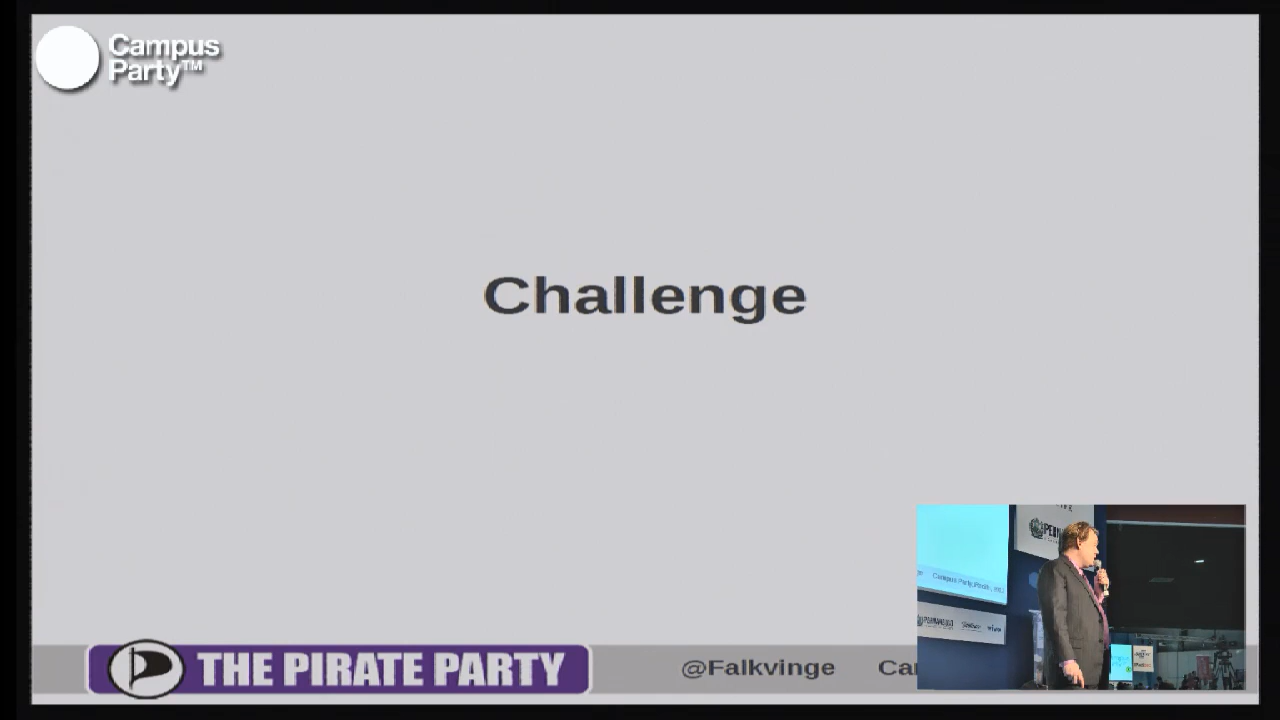 Campus
Party™
Challenge
THE PIRATE PARTY
@Falkvinge